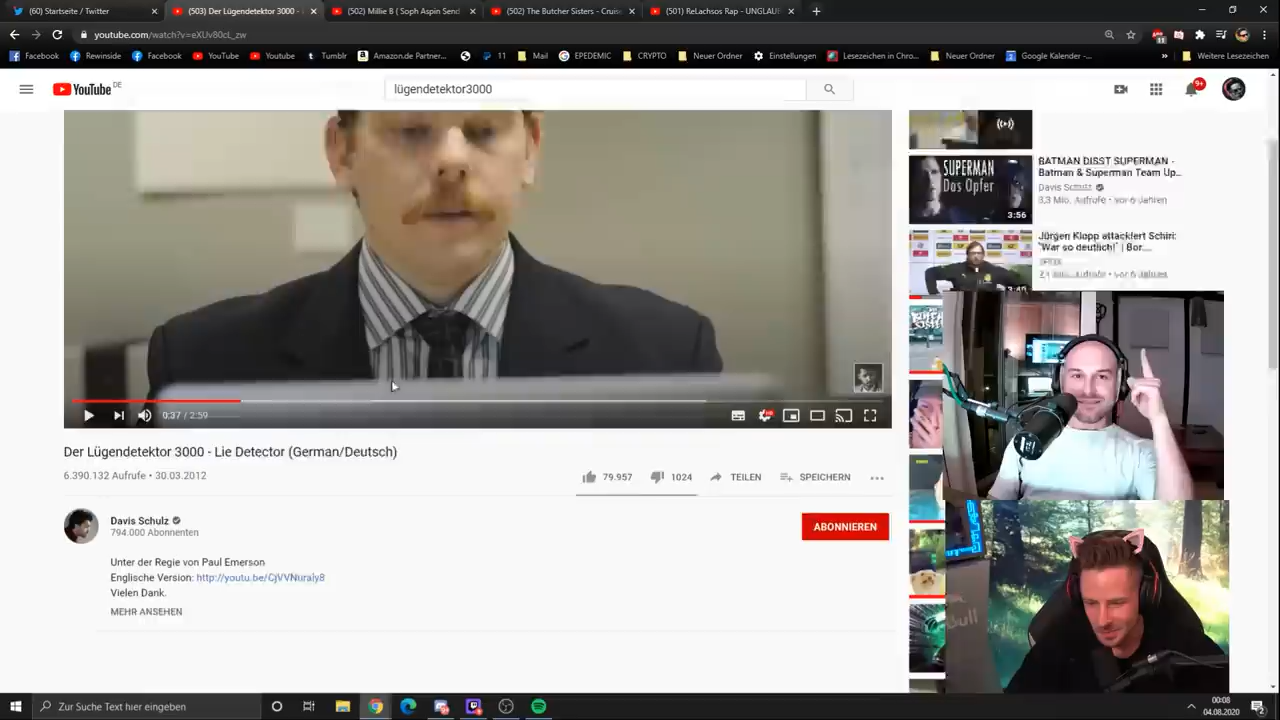 (60) Startseite / Twitter
(503) Der Lügendetektor 3000 -
(502) Millie B ( Soph Aspin Send
(502) The Butcher Sisters - Cruise
(501) ReLachsos Rap - UNGLAUB
youtube.com/watch?v=eXUv80cL_zw
Facebook
Rewinside
Facebook
YouTube
Youtube
Tumblr
Amazon.de Partner...
11
Mail
EPEDEMIC
CRYPTO
Neuer Ordner
Einstellungen
Lesezeichen in Chro...
Neuer Ordner
Google Kalender -...
Weitere Lesezeichen
YouTube DE
lügendetektor3000
9+
SUPERMAN
Das Opfer
3:56
BATMAN DISST SUPERMAN -
Batman & Superman Team Up...
Davis Schulz
3,3 Mio. Aufrufe • vor 6 Jahren
Jürgen Klopp attackiert Schiri:
"War so deutlich!" | Bor...
3:40
0:37 / 2:59
Der Lügendetektor 3000 - Lie Detector (German/Deutsch)
6.390.132 Aufrufe • 30.03.2012
79.957
1024
TEILEN
SPEICHERN
Davis Schulz
794.000 Abonnenten
ABONNIEREN
Unter der Regie von Paul Emerson
Englische Version: http://youtu.be/CjVVNuraly8
Vielen Dank.
MEHR ANSEHEN
Bull
Zur Suche Text hier eingeben
00:08
04.08.2020
2